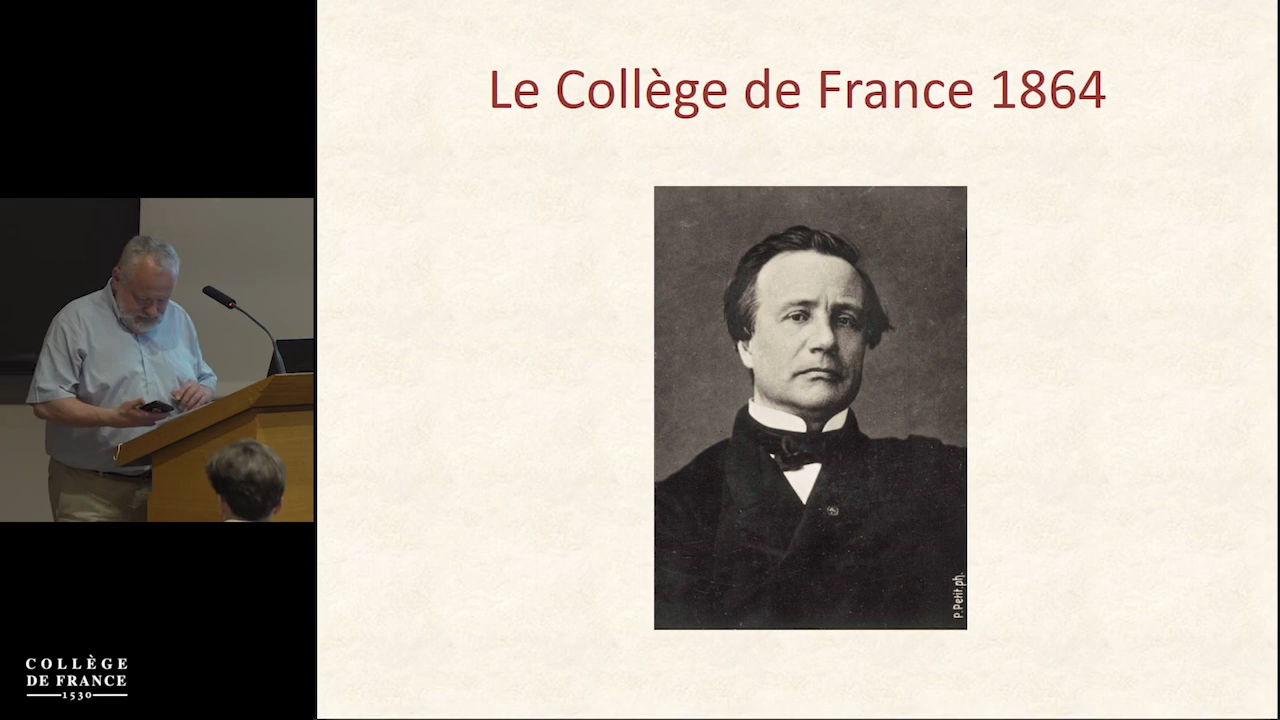 Le Collège de France 1864
P. Petit. ph.
COLLÈGE
DE FRANCE
1530